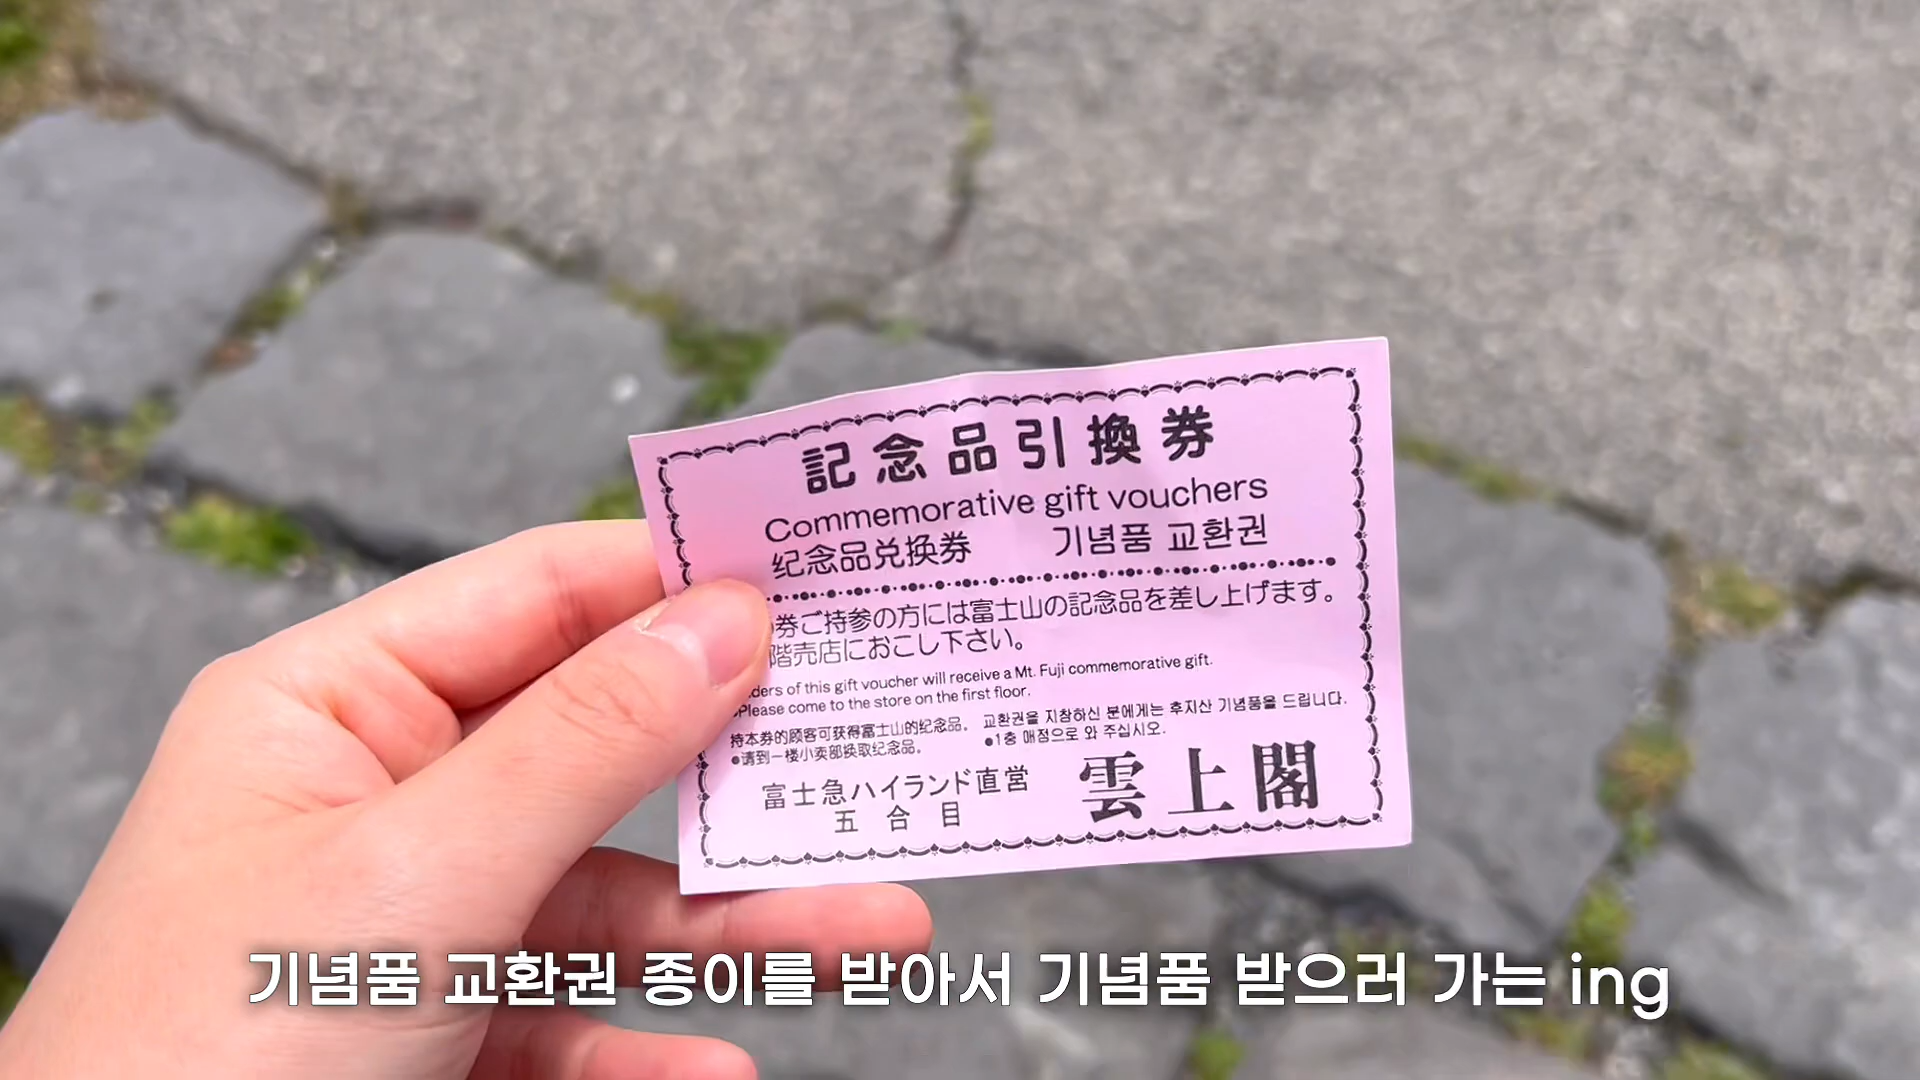 記念品引換券
Commemorative gift vouchers
纪念品兑换券 기념품 교환권
券ご持参の方には富士山の記念品を差し上げます。
階売店におこし下さい。
of this gift voucher will receive a Mt. Fuji commemorative gift.
Please come to the store on the first floor.
持本券的顾客可获得富士山的纪念品。
●请到一楼小卖部换取纪念品。
교환권을 지참하신 분에게는 후지산 기념품을 드립니다.
●1층 매점으로 와 주십시오.
富士急ハイランド直営
五合目
雲上閣
기념품 교환권 종이를 받아서 기념품 받으러 가는 ing